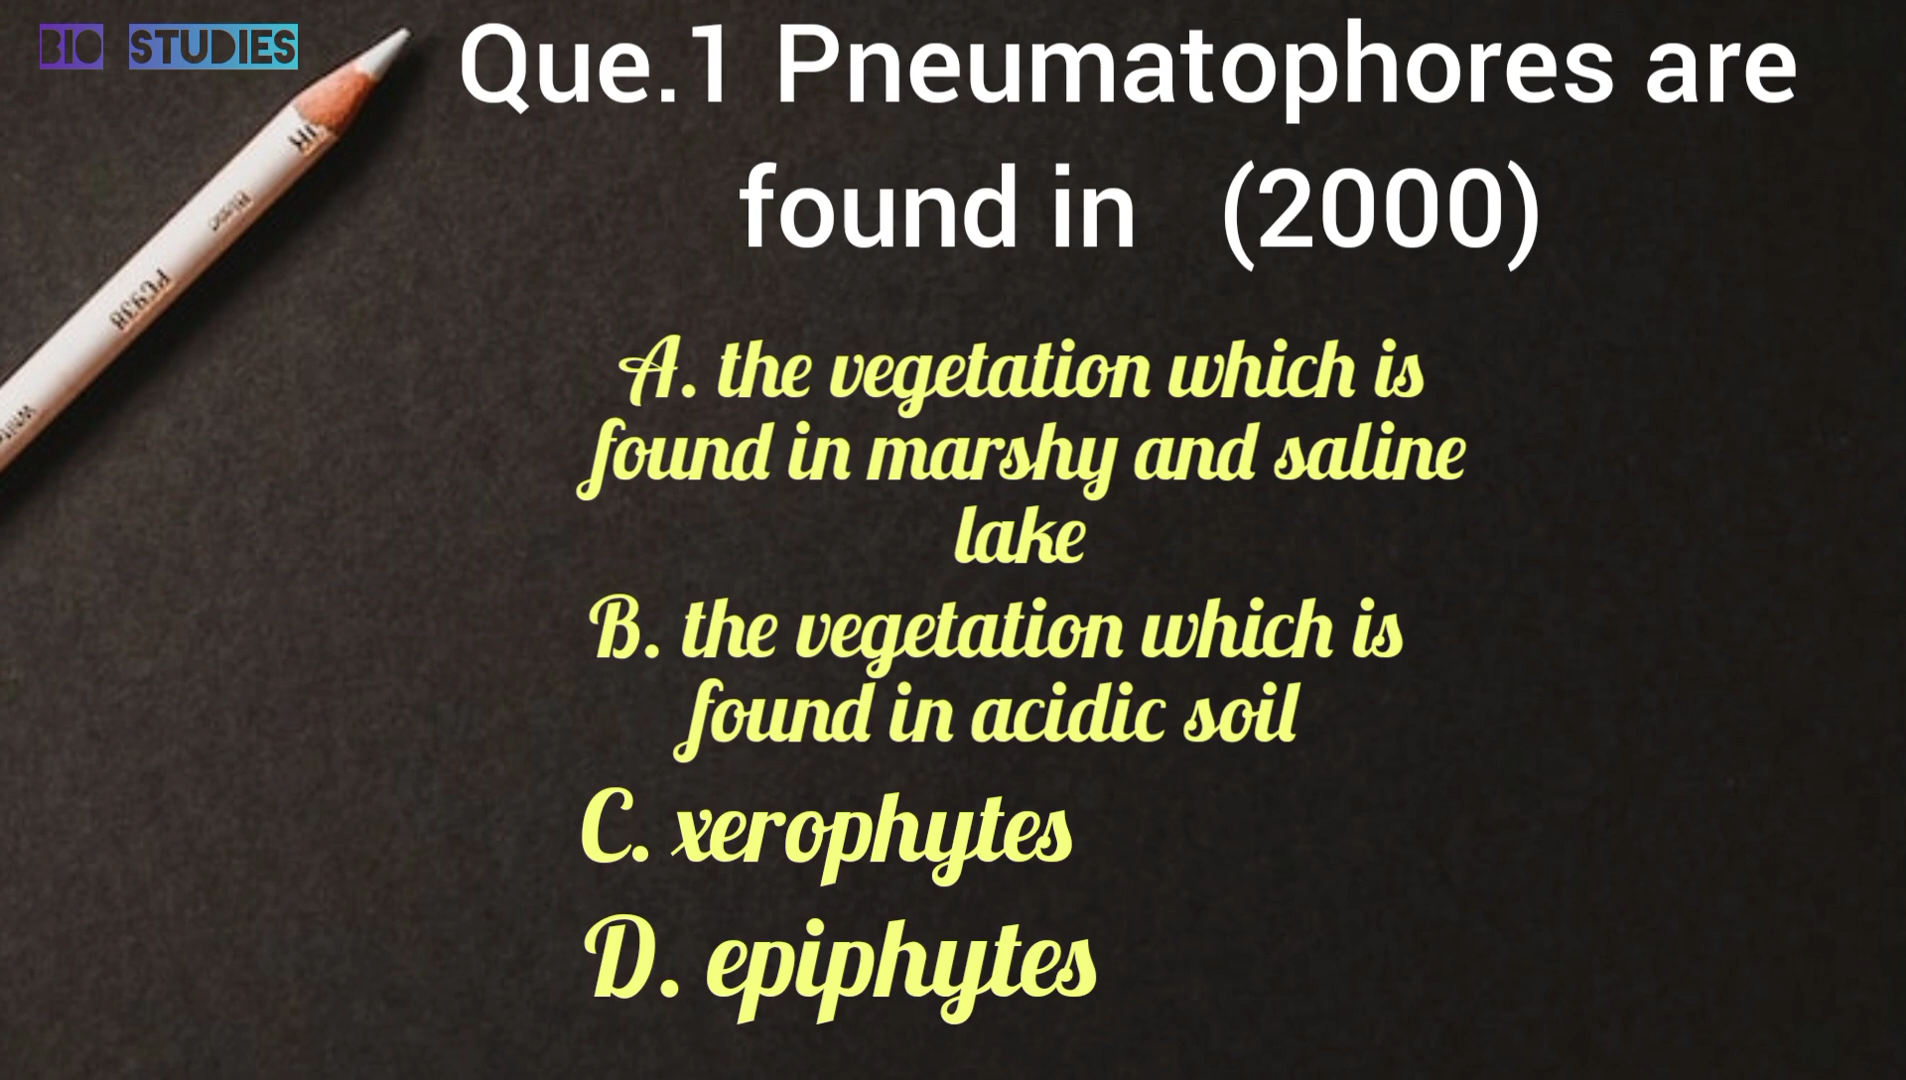 BIO STUDIES
Que.1 Pneumatophores are
found in (2000)
A. the vegetation which is
found in marshy and saline
lake
B. the vegetation which is
found in acidic soil
C. xerophytes
D. epiphytes